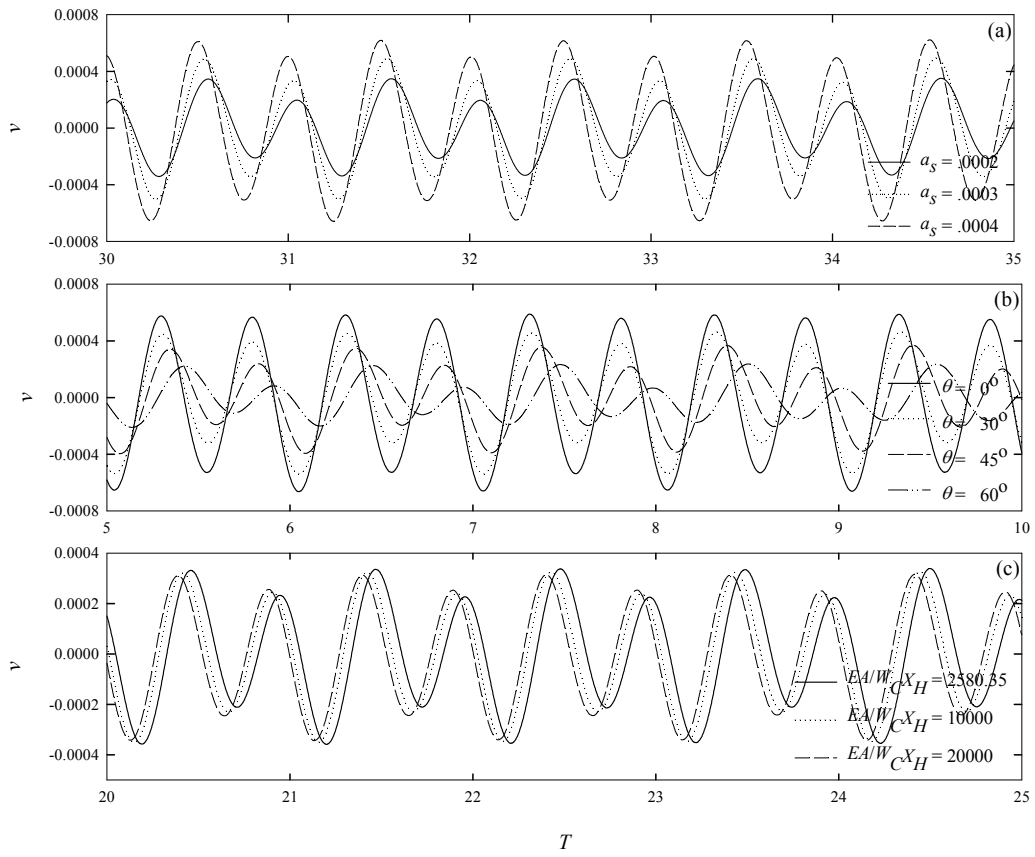 0.0008
(a)
0.0004
v
0.0000
a_s = .0002
-0.0004
a_s = .0003
a_s = .0004
-0.0008
30 31 32 33 34 35
0.0008
(b)
0.0004
v
0.0000
θ = 0°
θ = 30°
-0.0004
θ = 45°
θ = 60°
-0.0008
5 6 7 8 9 10
0.0004
(c)
0.0002
v
0.0000
EA/W_C X_H = 2580.35
-0.0002
EA/W_C X_H = 10000
-0.0004
EA/W_C X_H = 20000
20 21 22 23 24 25
T